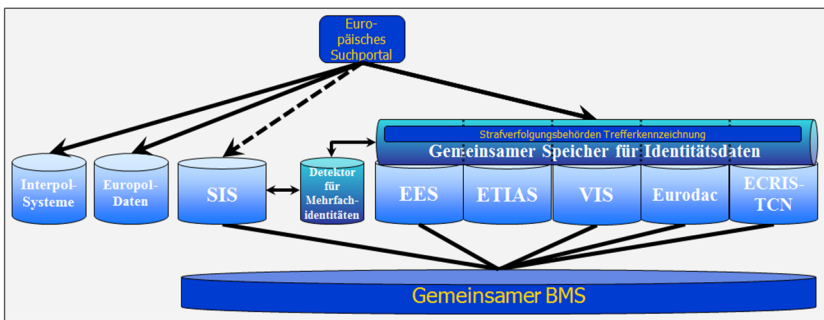 Euro-
päisches
Suchportal
Strafverfolgungsbehörden Trefferkennzeichnung
Gemeinsamer Speicher für Identitätsdaten
Interpol-
Systeme
Europol-
Daten
SIS
Detektor
für
Mehrfach-
identitäten
EES
ETIAS
VIS
Eurodac
ECRIS-
TCN
Gemeinsamer BMS